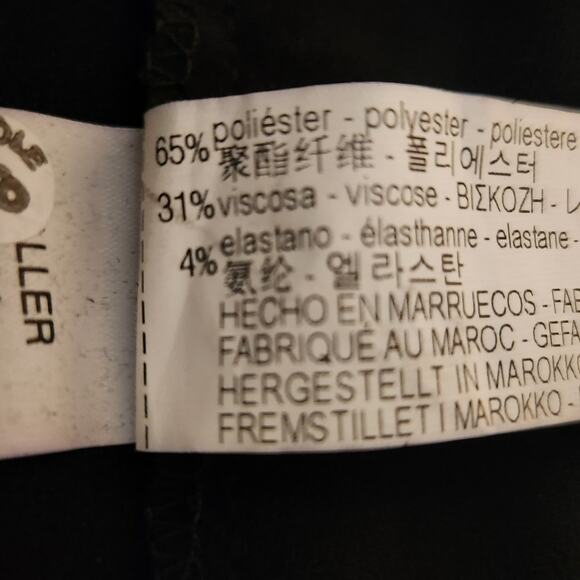 65% poliéster - polyester - poliestere
聚酯纤维 - 폴리에스터
31% viscosa - viscose - ΒΙΣΚΟΖΗ -
4% elastano - élasthanne - elastane -
氨纶 - 엘라스탄
HECHO EN MARRUECOS - FAB
FABRIQUÉ AU MAROC - GEFA
HERGESTELLT IN MAROKKO
FREMSTILLET I MAROKKO -
LLER